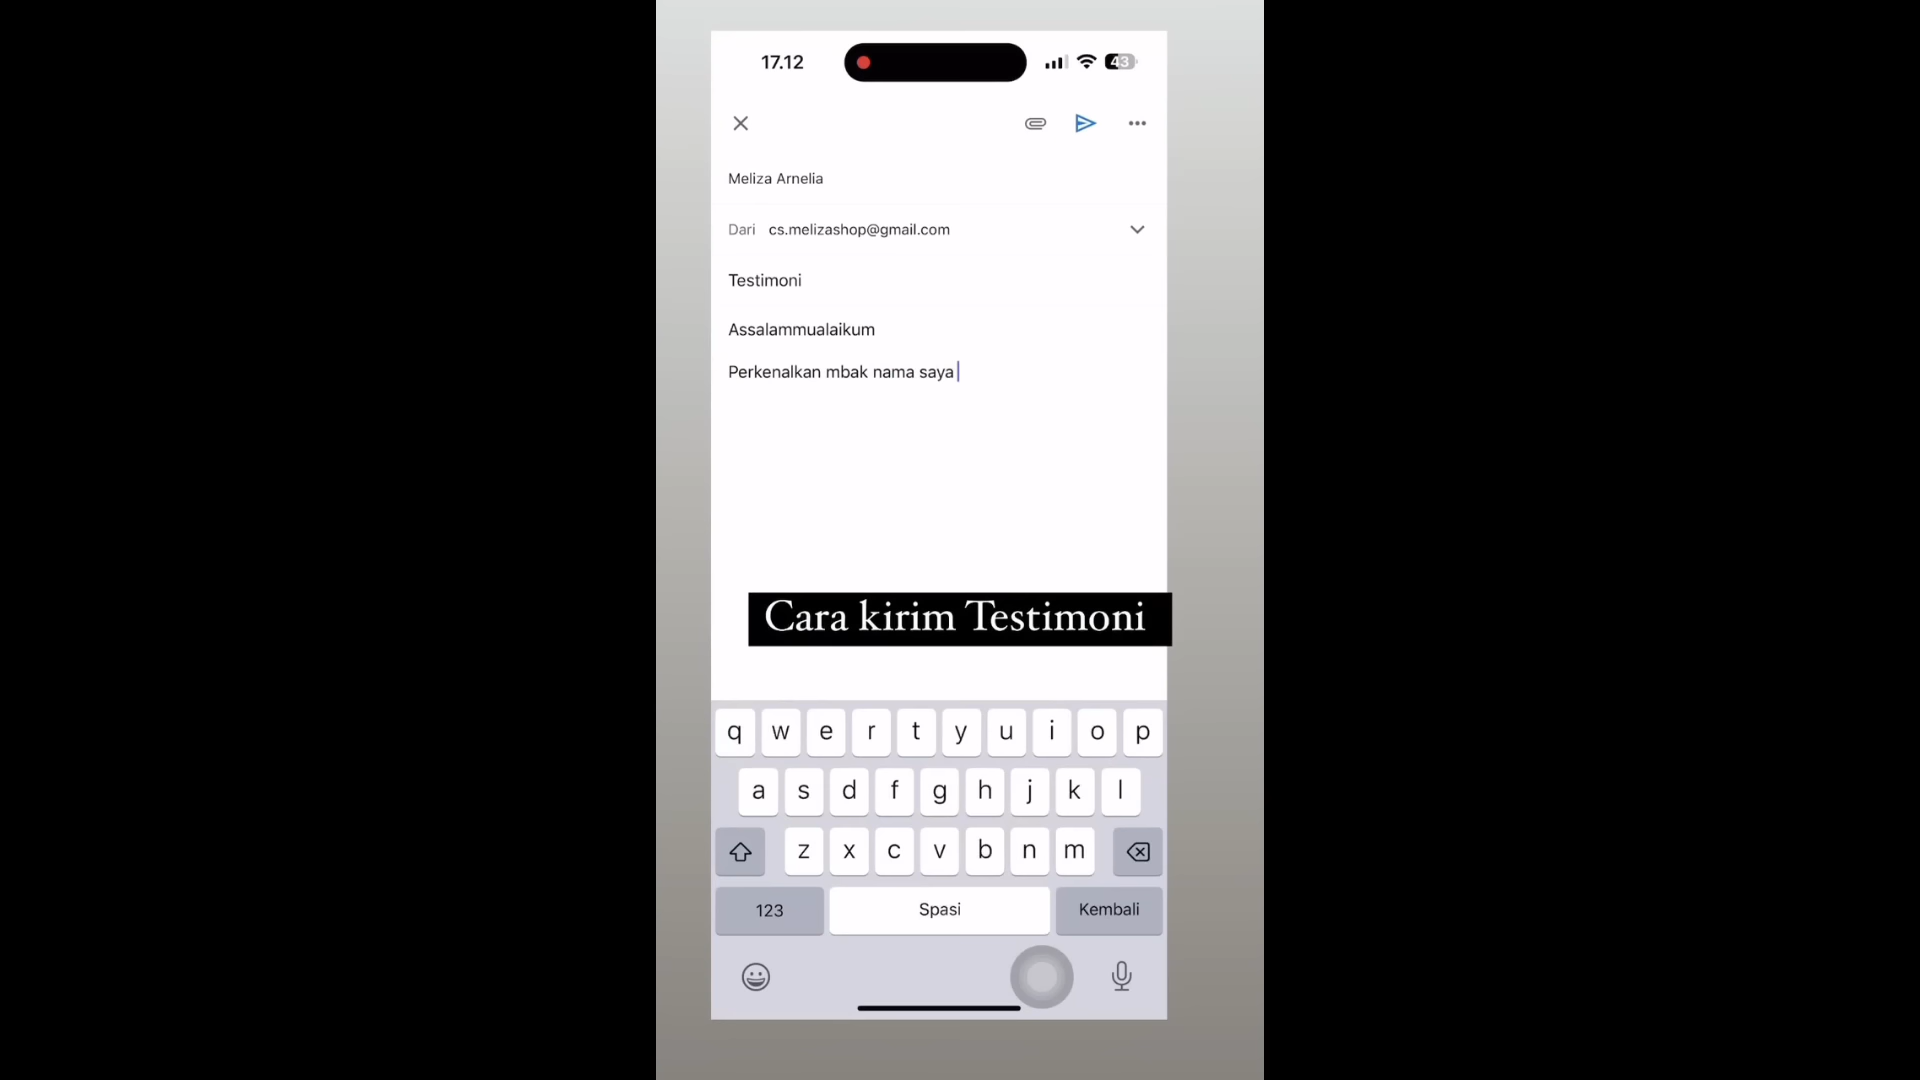 17.12
43
Meliza Arnelia
Dari cs.melizashop@gmail.com
Testimoni
Assalammualaikum
Perkenalkan mbak nama saya
Cara kirim Testimoni
q w e r t y u i o p
a s d f g h j k l
z x c v b n m
123 Spasi Kembali